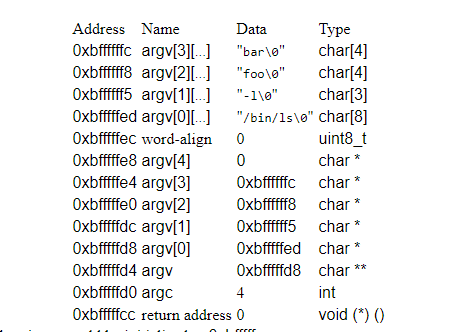 Address Name Data Type
0xbffffffc argv[3][...] "bar\0" char[4]
0xbffffff8 argv[2][...] "foo\0" char[4]
0xbffffff5 argv[1][...] "-l\0" char[3]
0xbfffffed argv[0][...] "/bin/ls\0" char[8]
0xbfffffec word-align 0 uint8_t
0xbfffffe8 argv[4] 0 char *
0xbfffffe4 argv[3] 0xbffffffc char *
0xbfffffe0 argv[2] 0xbffffff8 char *
0xbfffffdc argv[1] 0xbffffff5 char *
0xbfffffd8 argv[0] 0xbfffffed char *
0xbfffffd4 argv 0xbfffffd8 char **
0xbfffffd0 argc 4 int
0xbfffffcc return address 0 void (*) ()